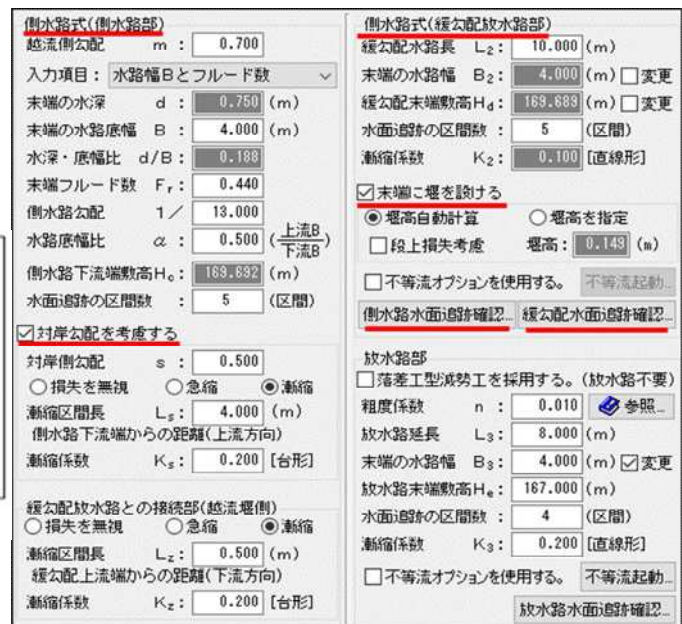 側水路式(側水路部)
越流側勾配 m : 0.700
入力項目: 水路幅Bとフルード数
末端の水深 d : 0.750 (m)
末端の水路底幅 B : 4.000 (m)
水深・底幅比 d/B: 0.188
末端フルード数 Fr: 0.440
側水路勾配 1/ 13.000
水路底幅比 α : 0.500 (上流B/下流B)
側水路下流端敷高Hc: 169.692 (m)
水面追跡の区間数 : 5 (区間)
対岸勾配を考慮する
対岸側勾配 s : 0.500
損失を無視 急縮 漸縮
漸縮区間長 Ls: 4.000 (m)
側水路下流端からの距離(上流方向)
漸縮係数 Ks: 0.200 [台形]
緩勾配放水路との接続部(越流堰側)
損失を無視 急縮 漸縮
漸縮区間長 Lz: 0.500 (m)
緩勾配上流端からの距離(下流方向)
漸縮係数 Kz: 0.200 [台形]
側水路式(緩勾配放水路部)
緩勾配水路長 L2: 10.000 (m)
末端の水路幅 B2: 4.000 (m) 変更
緩勾配末端敷高Hd: 169.689 (m) 変更
水面追跡の区間数: 5 (区間)
漸縮係数 K2: 0.100 [直線形]
末端に堰を設ける
堰高自動計算 堰高を指定
段上損失考慮 堰高: 0.149 (m)
不等流オプションを使用する。 不等流起動...
側水路水面追跡確認... 緩勾配水面追跡確認...
放水路部
落差工型減勢工を採用する。(放水路不要)
粗度係数 n : 0.010 参照...
放水路延長 L3: 8.000 (m)
末端の水路幅 B3: 4.000 (m) 変更
放水路末端敷高He: 167.000 (m)
水面追跡の区間数 : 4 (区間)
漸縮係数 K3: 0.200 [直線形]
不等流オプションを使用する。 不等流起動...
放水路水面追跡確認...